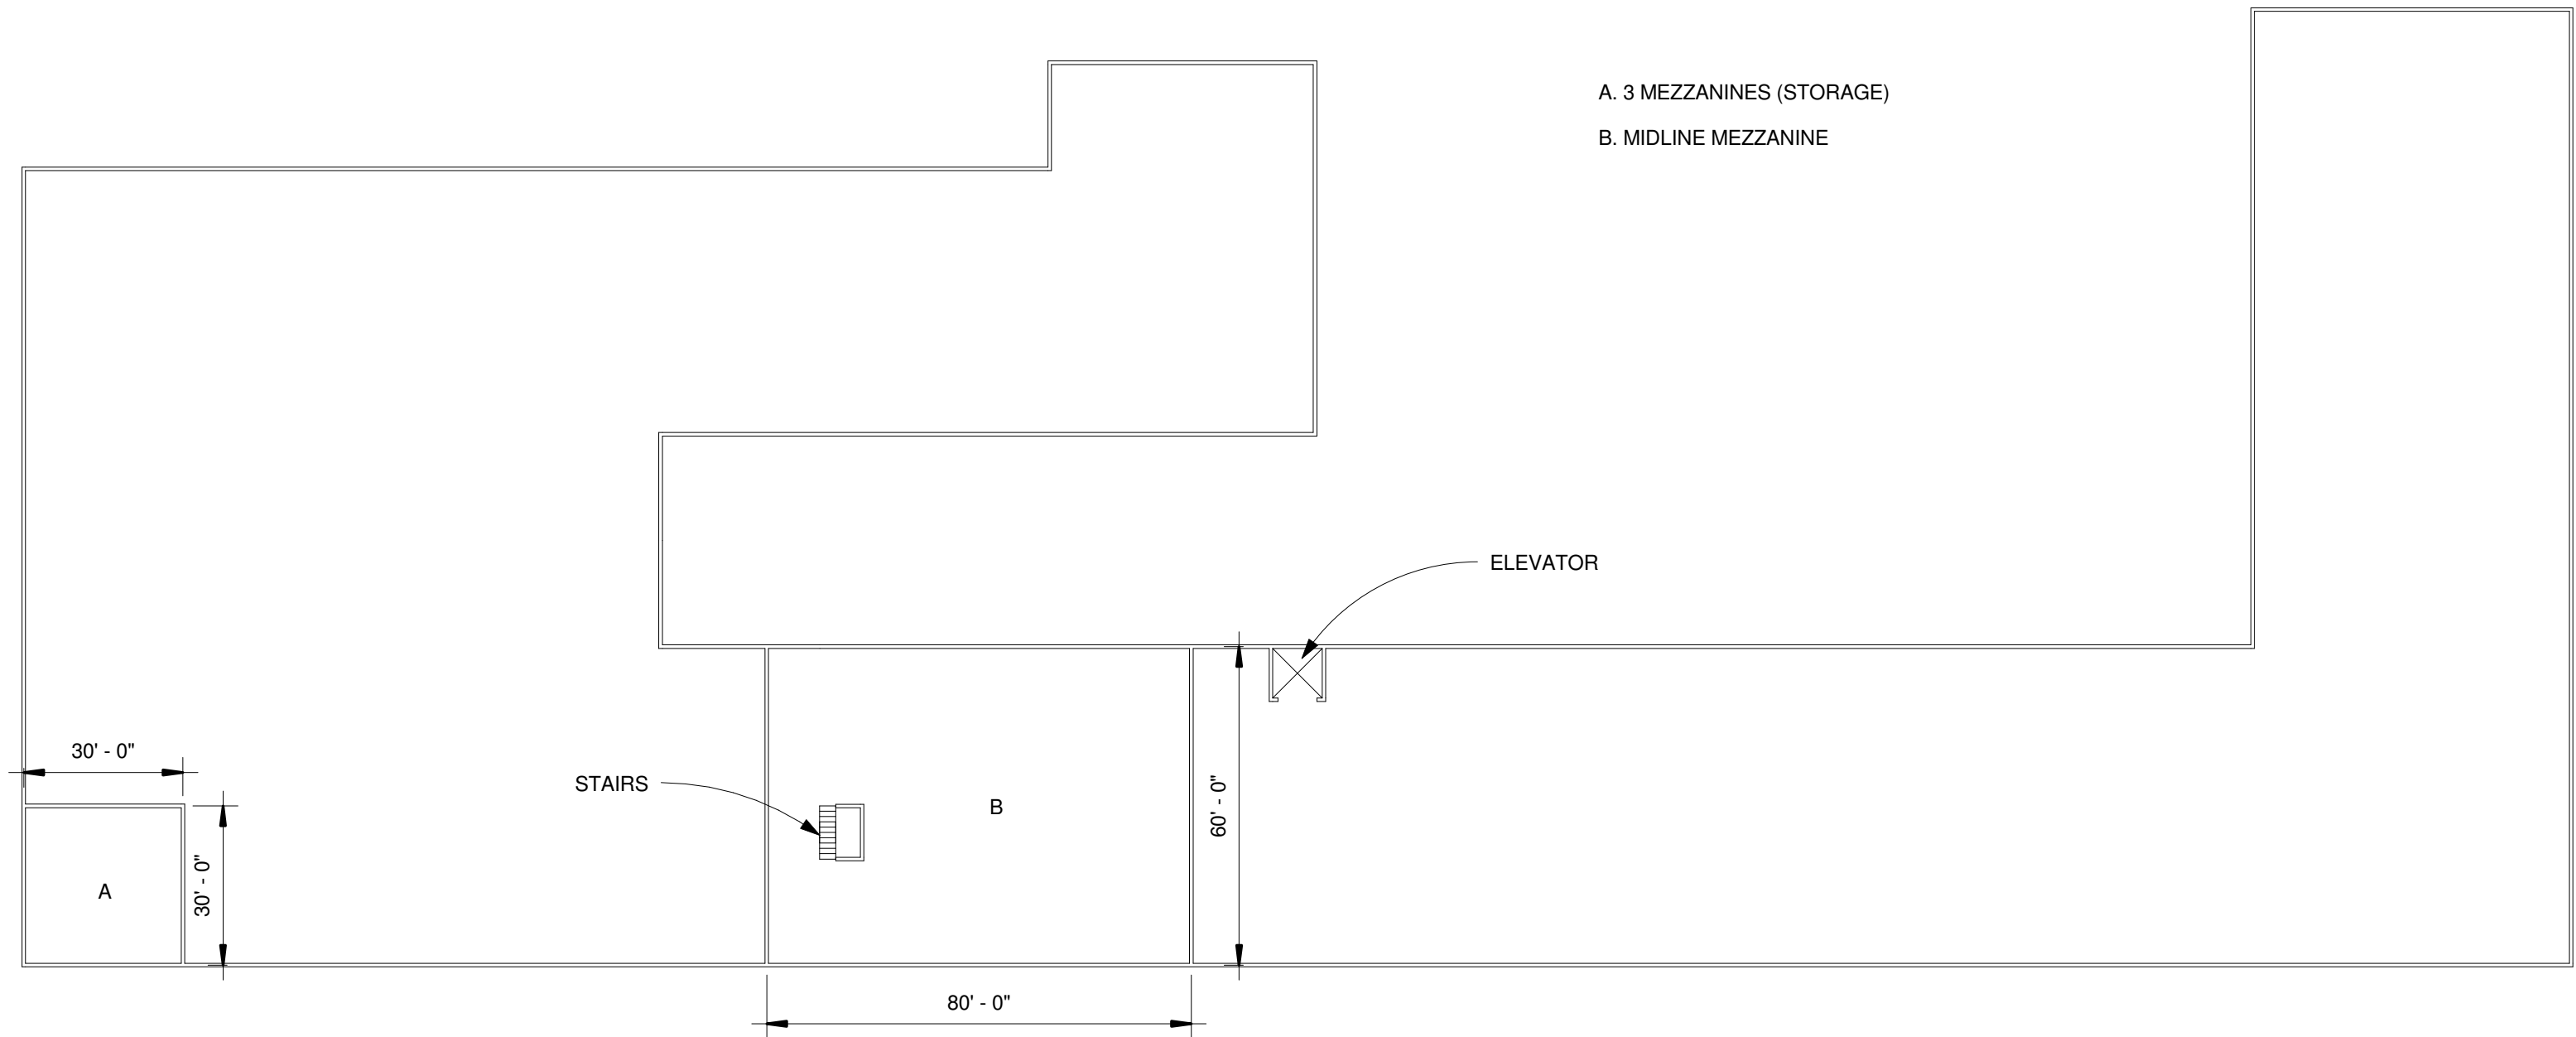 A. 3 MEZZANINES (STORAGE)
B. MIDLINE MEZZANINE
ELEVATOR
30' - 0"
STAIRS
B
60' - 0"
A
30' - 0"
80' - 0"